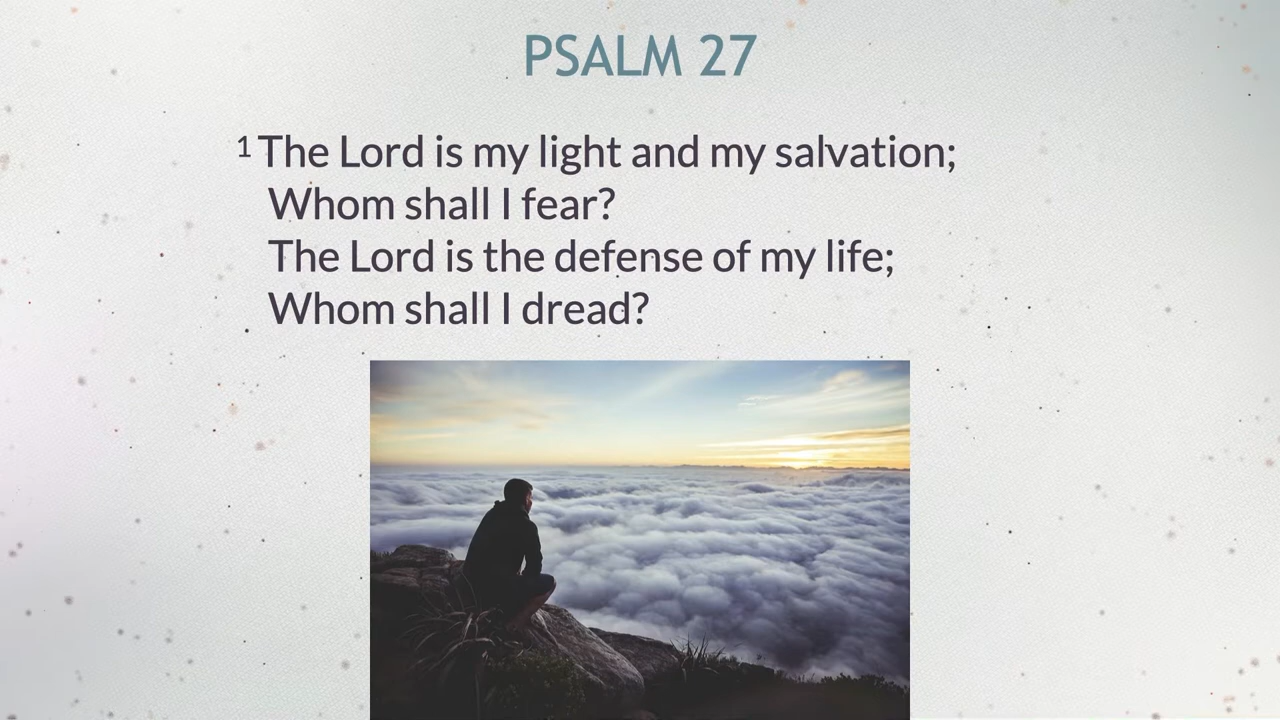 PSALM 27
1 The Lord is my light and my salvation;
Whom shall I fear?
The Lord is the defense of my life;
Whom shall I dread?